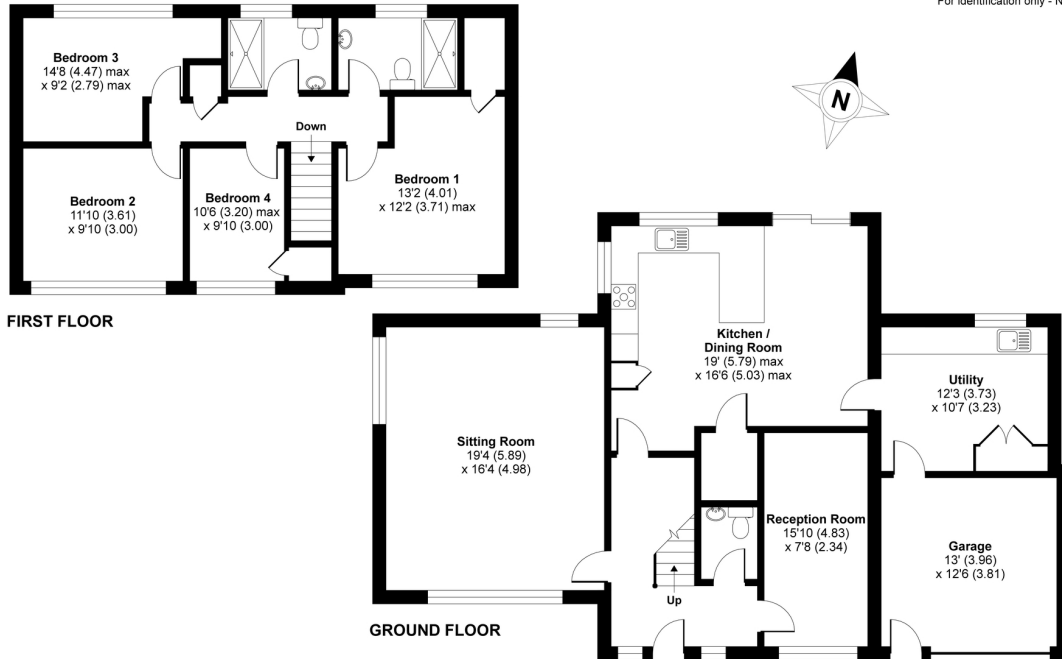 For identification only - N
Bedroom 3
14'8 (4.47) max
x 9'2 (2.79) max
N
Down
Bedroom 1
13'2 (4.01)
x 12'2 (3.71) max
Bedroom 2
11'10 (3.61)
x 9'10 (3.00)
Bedroom 4
10'6 (3.20) max
x 9'10 (3.00)
FIRST FLOOR
Kitchen /
Dining Room
19' (5.79) max
x 16'6 (5.03) max
Utility
12'3 (3.73)
x 10'7 (3.23)
Sitting Room
19'4 (5.89)
x 16'4 (4.98)
Reception Room
15'10 (4.83)
x 7'8 (2.34)
Garage
13' (3.96)
x 12'6 (3.81)
Up
GROUND FLOOR